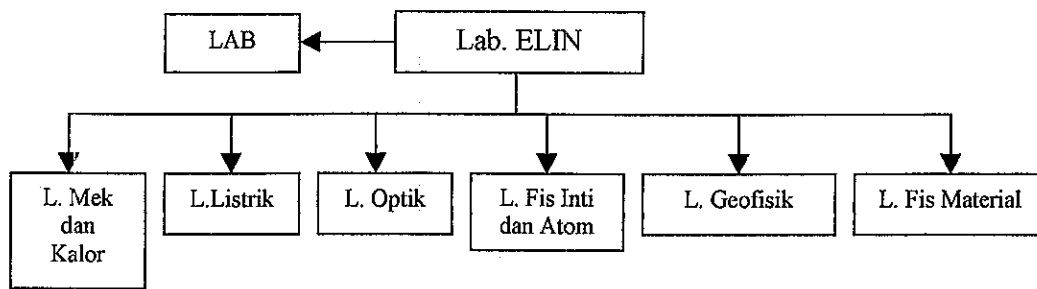 LAB
Lab. ELIN
L. Mek
dan
Kalor
L.Listrik
L. Optik
L. Fis Inti
dan Atom
L. Geofisik
L. Fis Material